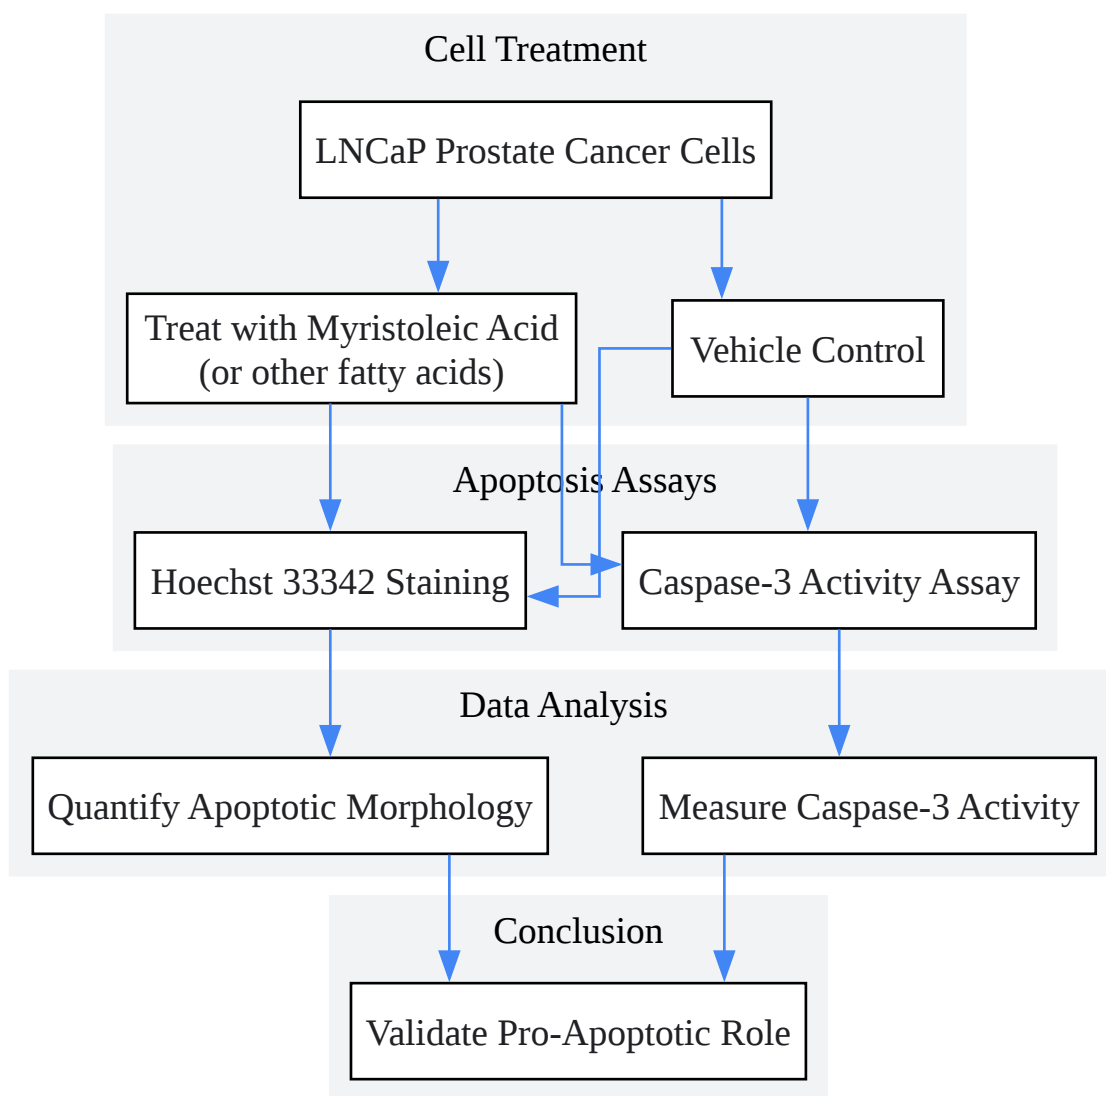 Cell Treatment
LNCaP Prostate Cancer Cells
Treat with Myristoleic Acid
(or other fatty acids)
Vehicle Control
Apoptosis Assays
Hoechst 33342 Staining
Caspase-3 Activity Assay
Data Analysis
Quantify Apoptotic Morphology
Measure Caspase-3 Activity
Conclusion
Validate Pro-Apoptotic Role